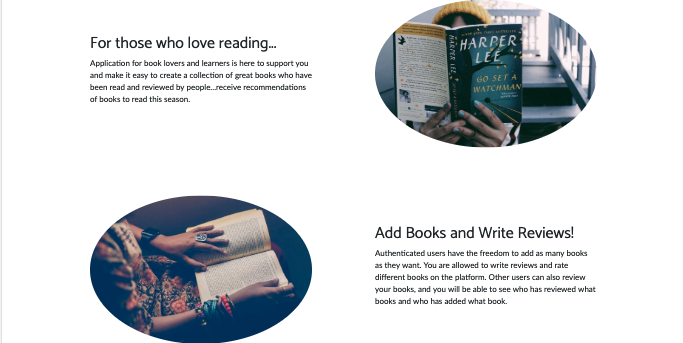 For those who love reading...
Application for book lovers and learners is here to support you
and make it easy to create a collection of great books who have
been read and reviewed by people...receive recommendations
of books to read this season.
HARPER LEE
HARPER
LEE
GO SET A
WATCHMAN
Add Books and Write Reviews!
Authenticated users have the freedom to add as many books
as they want. You are allowed to write reviews and rate
different books on the platform. Other users can also review
your books, and you will be able to see who has reviewed what
books and who has added what book.